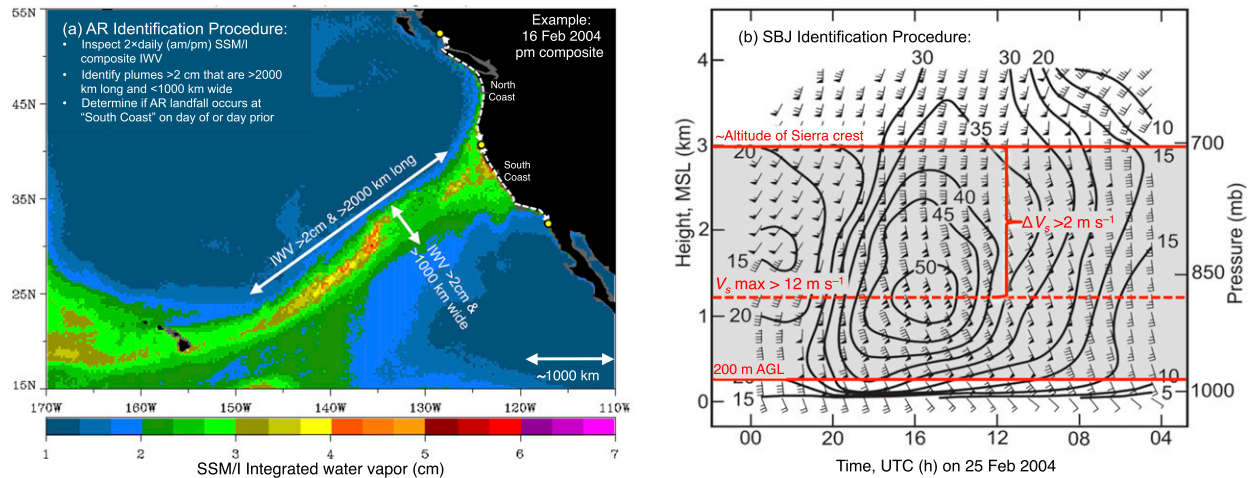 (a) AR Identification Procedure:
• Inspect 2×daily (am/pm) SSM/I
composite IWV
• Identify plumes >2 cm that are >2000
km long and <1000 km wide
• Determine if AR landfall occurs at
“South Coast” on day of or day prior
Example:
16 Feb 2004
pm composite
North
Coast
South
Coast
IWV >2cm & >2000 km long
IWV >2cm &
>1000 km wide
~1000 km
55N
45N
35N
25N
15N
170W 160W 150W 140W 130W 120W 110W
1 2 3 4 5 6 7
SSM/I Integrated water vapor (cm)
(b) SBJ Identification Procedure:
30 30 20
10
35
~Altitude of Sierra crest
20
15
40
45
ΔVs >2 m s⁻¹
15
15
50
Vs max > 12 m s⁻¹
20
200 m AGL
20
10
15
5
4
3
2
1
0
Height, MSL (km)
700
850
1000
Pressure (mb)
00 20 16 12 08 04
Time, UTC (h) on 25 Feb 2004